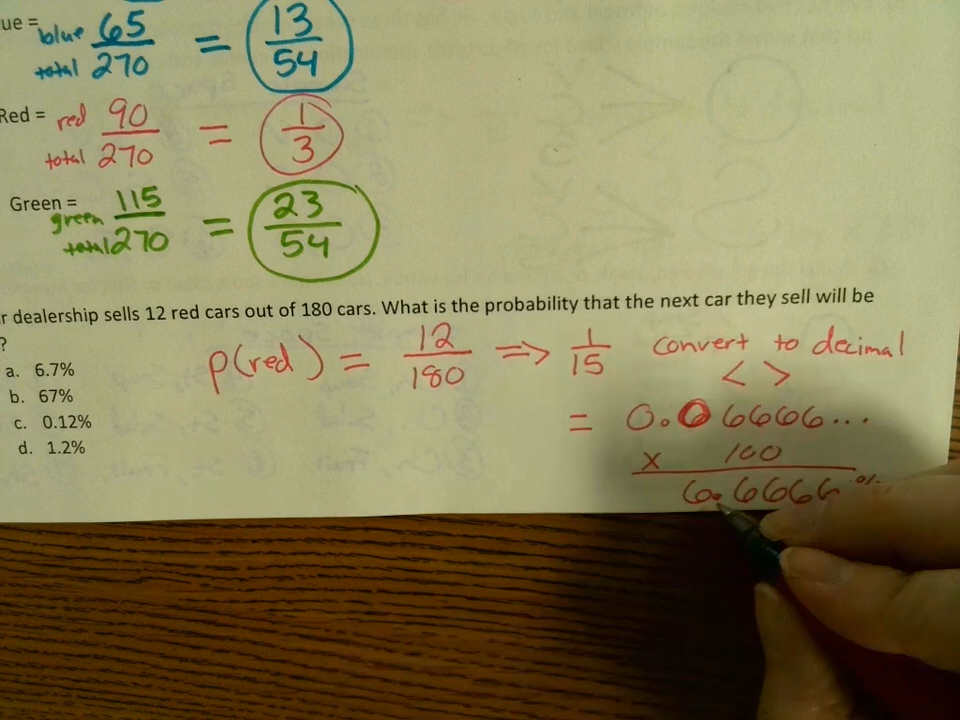 ue = blue 65 / total 270 = 13/54
Red = red 90 / total 270 = 1/3
Green = green 115 / total 270 = 23/54
r dealership sells 12 red cars out of 180 cars. What is the probability that the next car they sell will be
?
P(red) = 12/180 => 1/15 convert to decimal
< >
a. 6.7%
b. 67%
c. 0.12%
d. 1.2%
= 0.06666...
x 100
6.6666 %